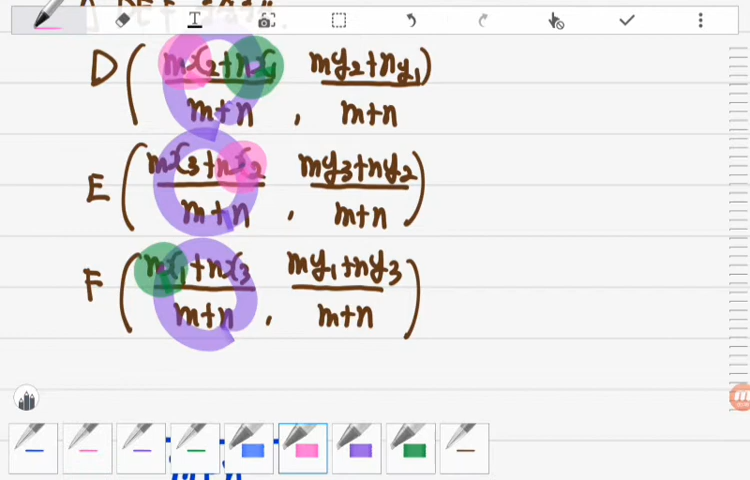 D( mx₂+nx₁/m+n , my₂+ny₁/m+n )
E( mx₃+nx₂/m+n , my₃+ny₂/m+n )
F( mx₁+nx₃/m+n , my₁+ny₃/m+n )
m+n